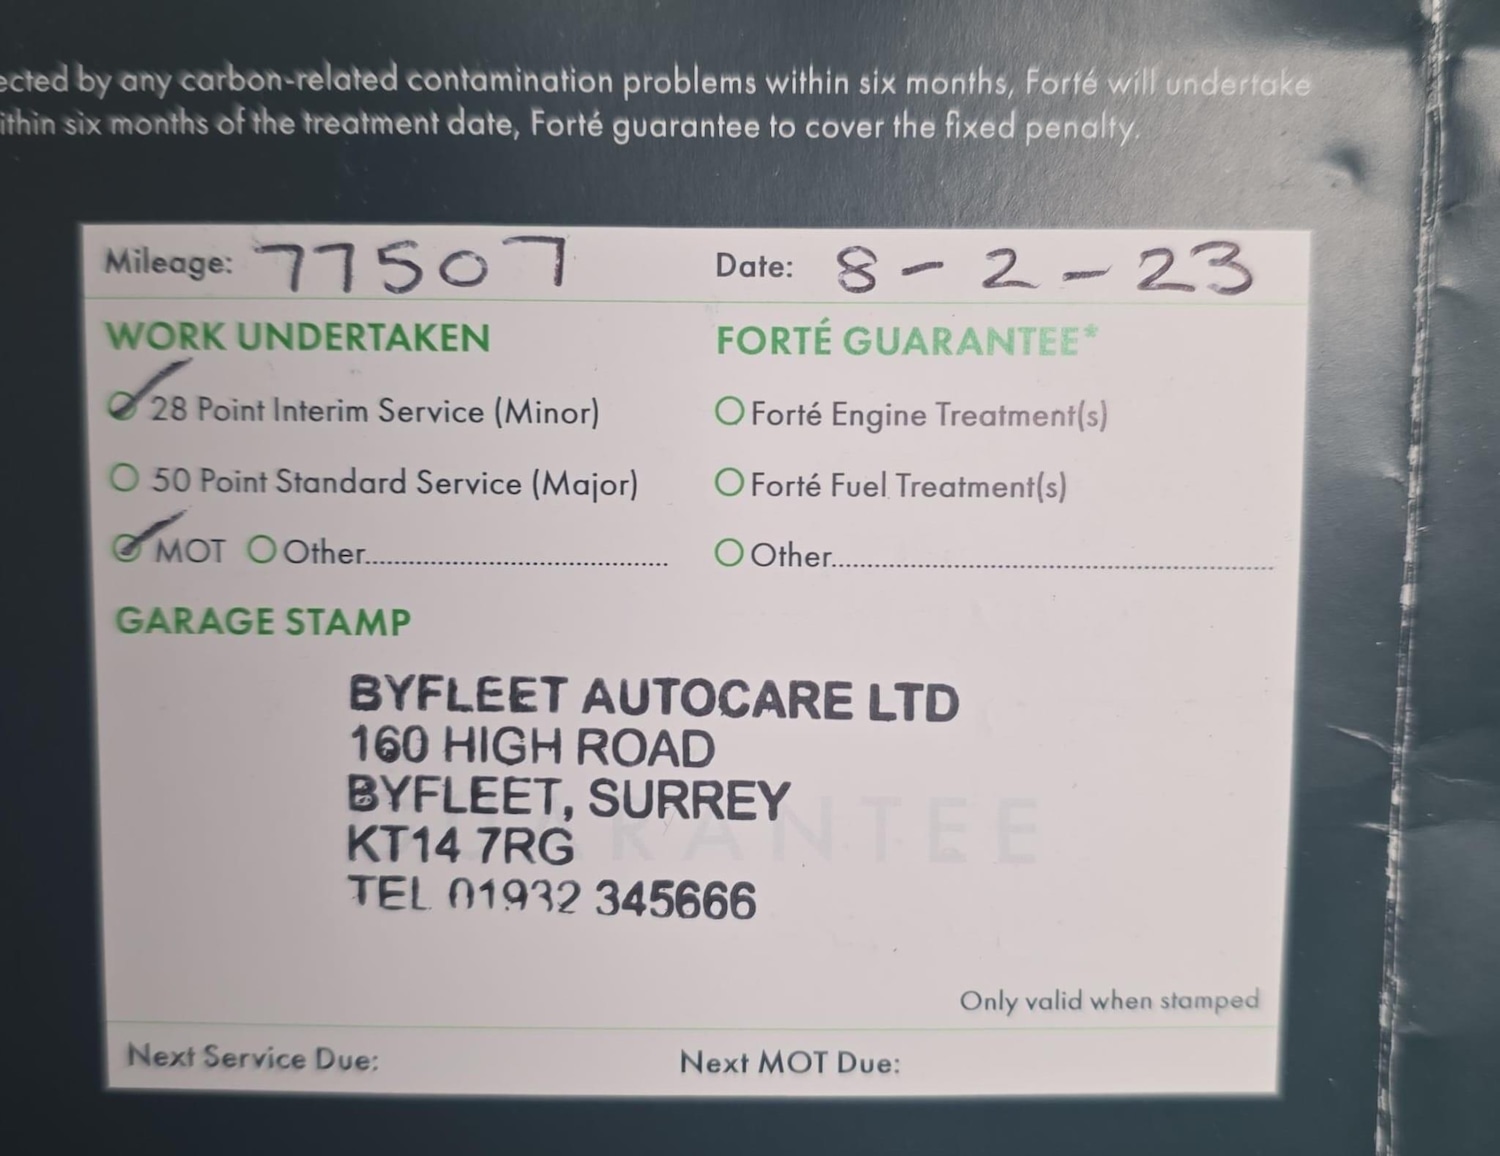 ected by any carbon-related contamination problems within six months, Forté will undertake
ithin six months of the treatment date, Forté guarantee to cover the fixed penalty.
Mileage: 77507 Date: 8-2-23
WORK UNDERTAKEN FORTÉ GUARANTEE*
28 Point Interim Service (Minor) Forté Engine Treatment(s)
50 Point Standard Service (Major) Forté Fuel Treatment(s)
MOT Other.......................................... Other..............................................................
GARAGE STAMP
BYFLEET AUTOCARE LTD
160 HIGH ROAD
BYFLEET, SURREY
KT14 7RG
TEL 01932 345666
Only valid when stamped
Next Service Due: Next MOT Due: